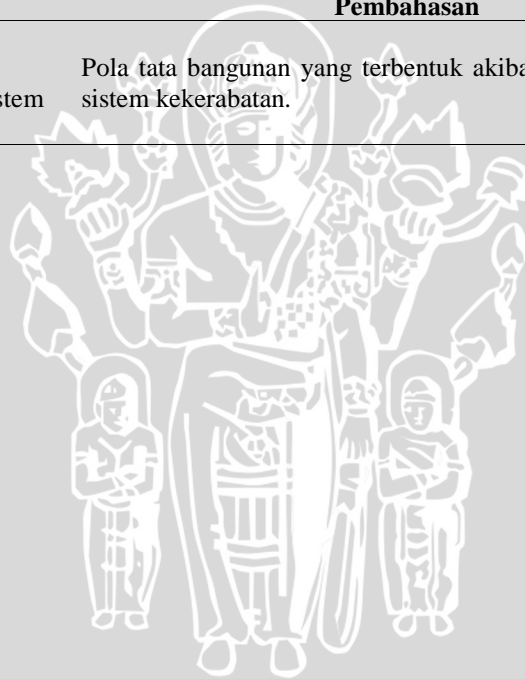 Pembahasan
Pola tata bangunan yang terbentuk akiba
stem sistem kekerabatan.